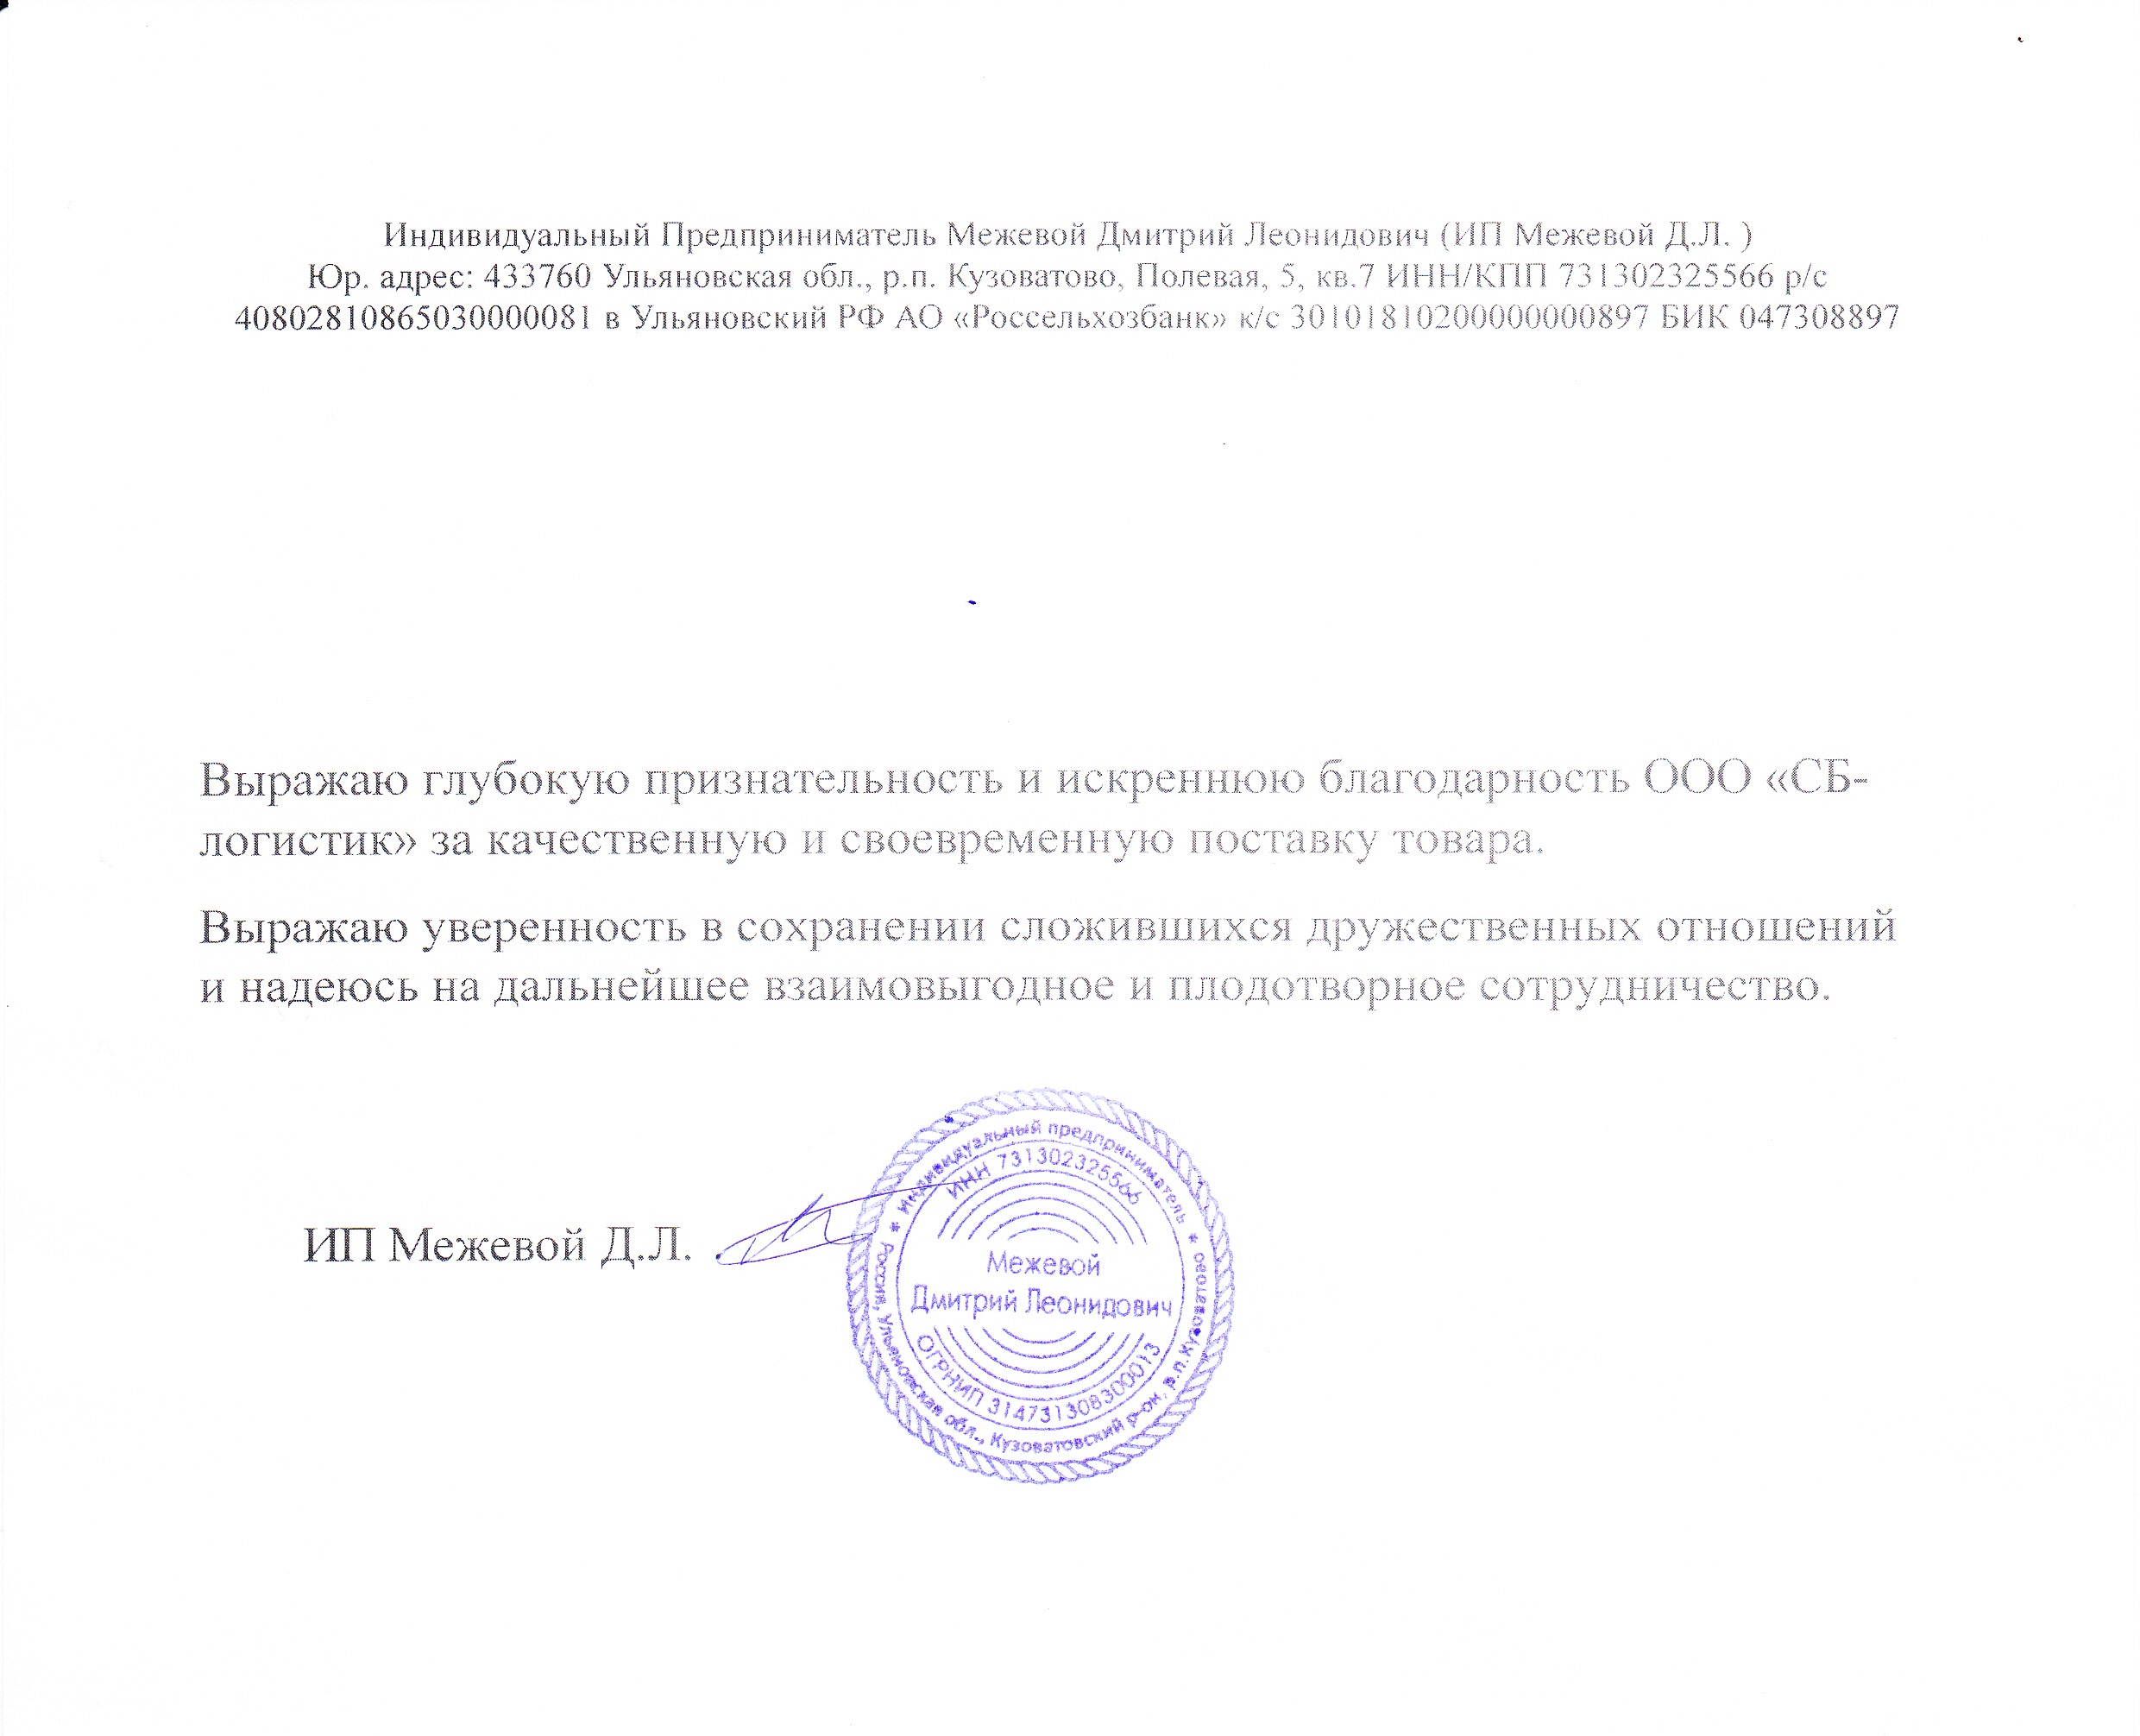 Индивидуальный Предприниматель Межевой Дмитрий Леонидович (ИП Межевой Д.Л. )
Юр. адрес: 433760 Ульяновская обл., р.п. Кузоватово, Полевая, 5, кв.7 ИНН/КПП 731302325566 р/с
40802810865030000081 в Ульяновский РФ АО «Россельхозбанк» к/с 30101810200000000897 БИК 047308897
Выражаю глубокую признательность и искреннюю благодарность ООО «СБ-
логистик» за качественную и своевременную поставку товара.
Выражаю уверенность в сохранении сложившихся дружественных отношений
и надеюсь на дальнейшее взаимовыгодное и плодотворное сотрудничество.
ИП Межевой Д.Л.
* Индивидуальный предприниматель *
ИНН 731302325566
Межевой
Дмитрий Леонидович
ОГРНИП 314731308300013
Россия, Ульяновская обл., Кузоватовский р-он, р.п.Кузоватово